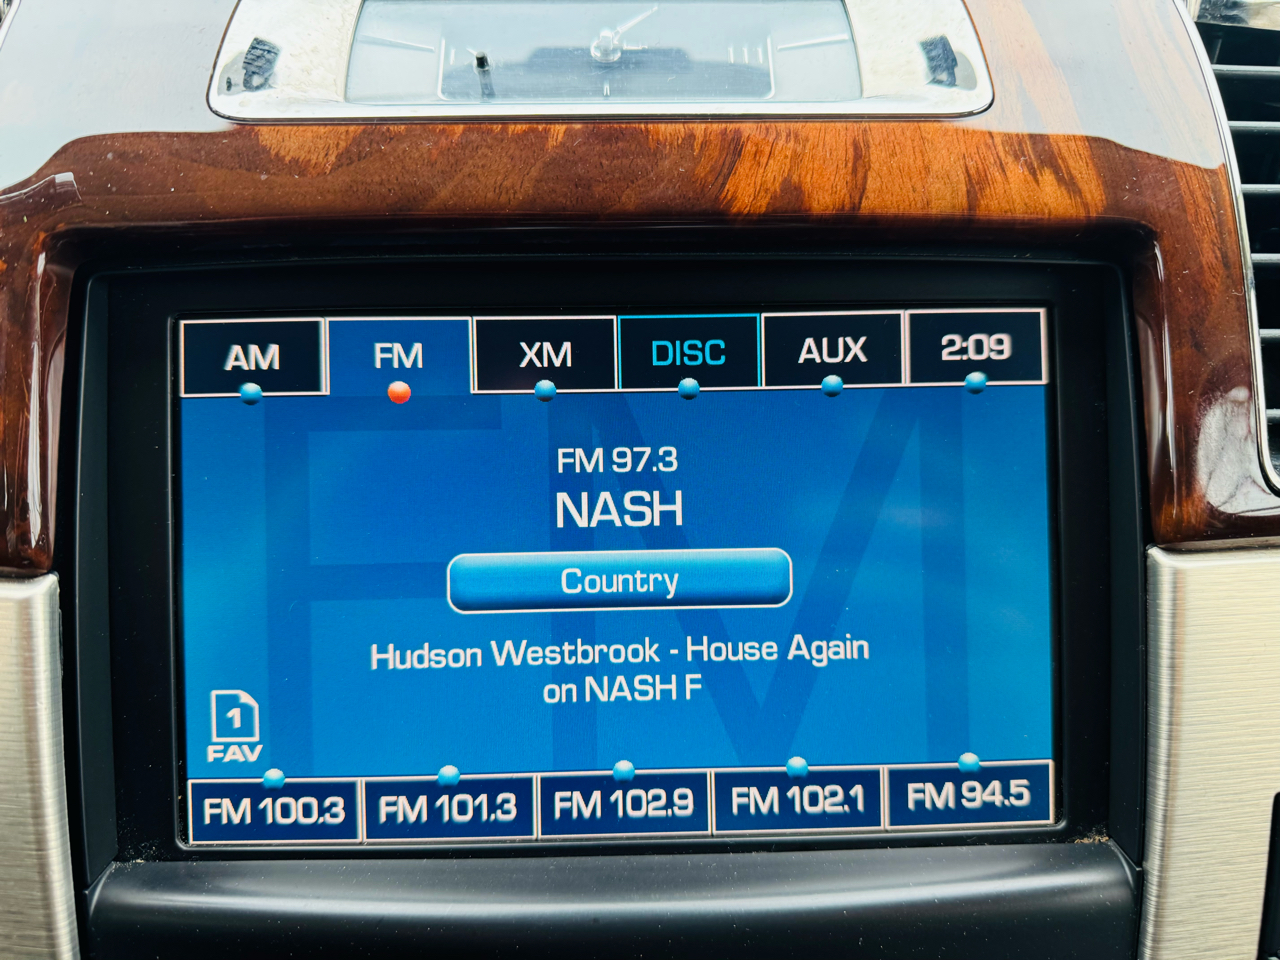 AM FM XM DISC AUX 2:09
FM 97.3
NASH
Country
Hudson Westbrook - House Again
on NASH F
1
FAV
FM 100.3 FM 101.3 FM 102.9 FM 102.1 FM 94.5